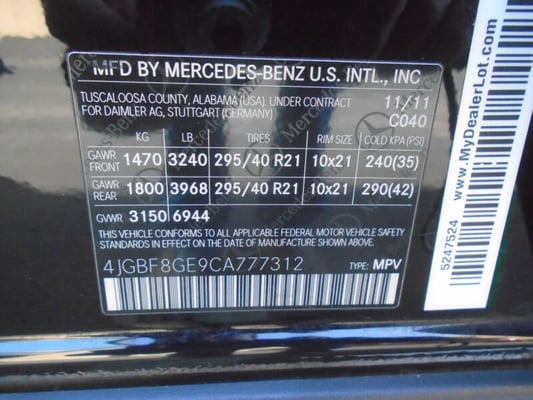 MFD BY MERCEDES-BENZ U.S. INTL., INC
TUSCALOOSA COUNTY, ALABAMA (USA). UNDER CONTRACT 11/11
FOR DAIMLER AG, STUTTGART (GERMANY) C040
KG LB TIRES RIM SIZE COLD KPA (PSI)
GAWR FRONT 1470 3240 295/40 R21 10x21 240(35)
GAWR REAR 1800 3968 295/40 R21 10x21 290(42)
GVWR 3150 6944
THIS VEHICLE CONFORMS TO ALL APPLICABLE FEDERAL MOTOR VEHICLE SAFETY
AND THEFT PREVENTION STANDARDS IN EFFECT ON THE DATE OF MANUFACTURE
SHOWN ABOVE.
4JGBF8GE9CA777312 TYPE: MPV
5247524
www.MyDealerLot.com